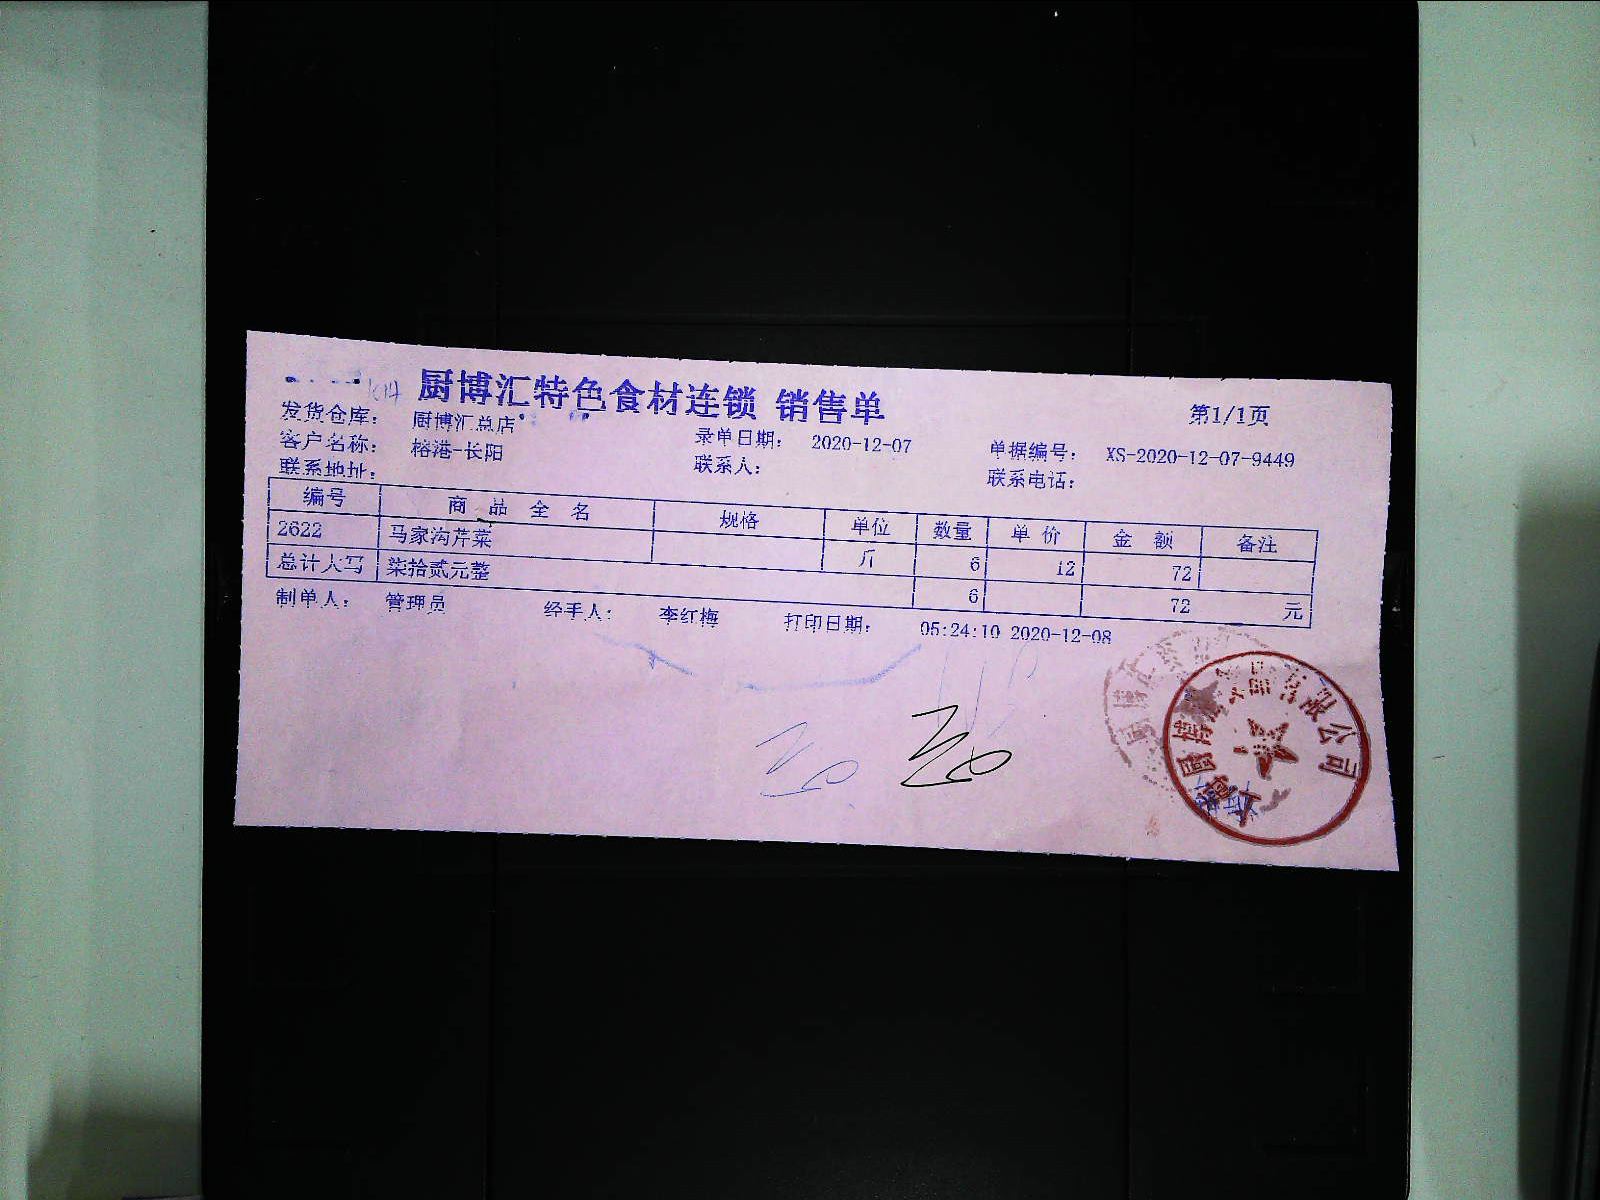 厨博汇特色食材连锁 销售单
第1/1页
发货仓库: 厨博汇总店
录单日期: 2020-12-07
单据编号: XS-2020-12-07-9449
客户名称: 榕港-长阳
联系人:
联系电话:
联系地址:
编号 商品全名 规格 单位 数量 单价 金额 备注
2622 马家沟芹菜 斤 6 12 72
总计大写 柒拾贰元整 6 72 元
制单人: 管理员 经手人: 李红梅 打印日期: 05:24:10 2020-12-08
有限公司